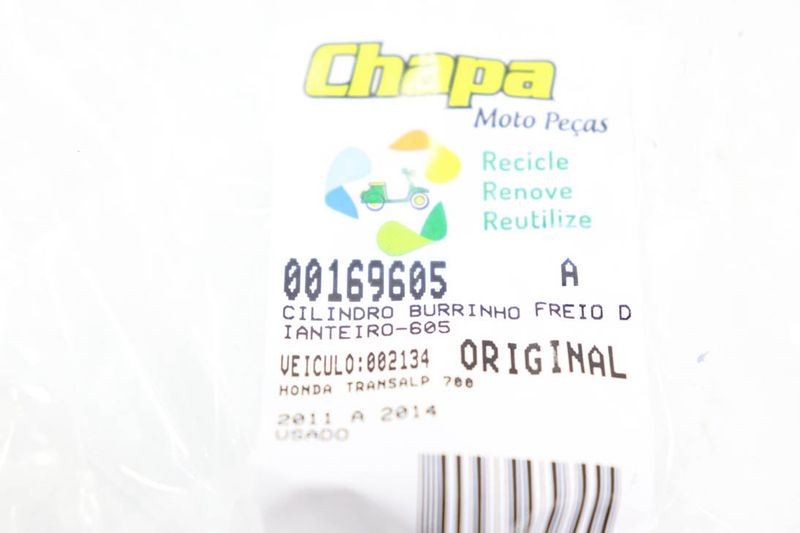 Chapa
Moto Peças
Recicle
Renove
Reutilize
00169605 A
CILINDRO BURRINHO FREIO D
IANTEIRO-605
VEICULO:002134 ORIGINAL
HONDA TRANSALP 700
2011 A 2014
USADO